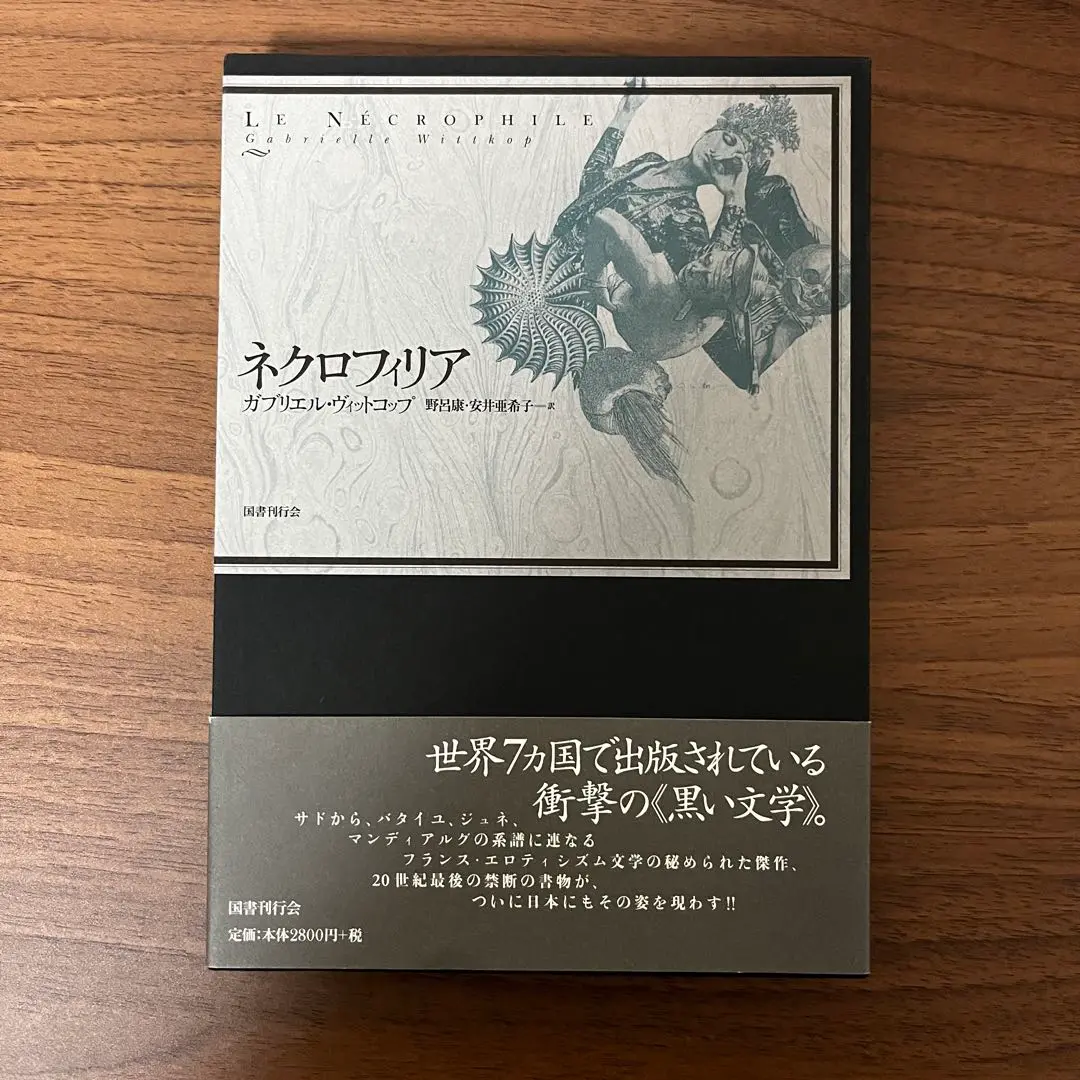 LE NÉCROPHILE
Gabrielle Wittkop
ネクロフィリア
ガブリエル・ヴィットコップ 野呂康・安井亜希子―訳
国書刊行会
世界7ヵ国で出版されている
衝撃の《黒い文学》。
サドから、バタイユ、ジュネ、
マンディアルグの系譜に連なる
フランス・エロティシズム文学の秘められた傑作、
20世紀最後の禁断の書物が、
ついに日本にもその姿を現わす!!
国書刊行会
定価:本体2800円+税